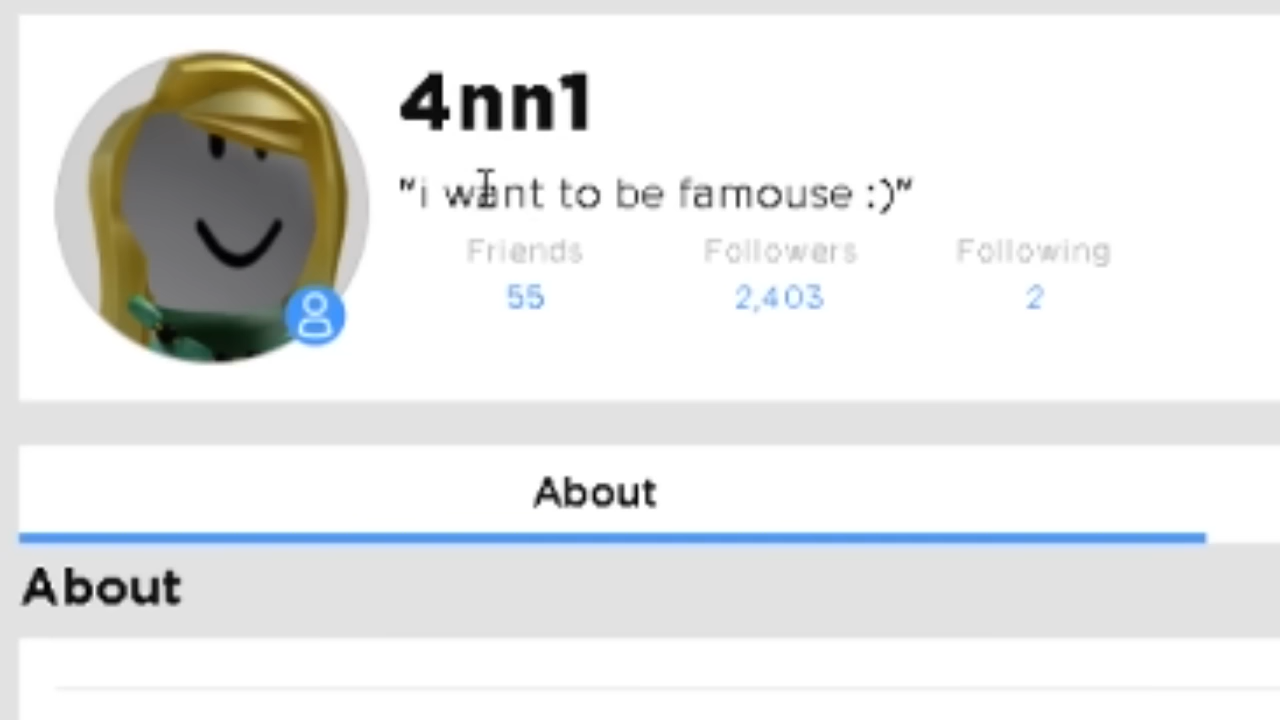 4nn1
"i want to be famouse :)"
Friends Followers Following
55 2,403 2
About
About